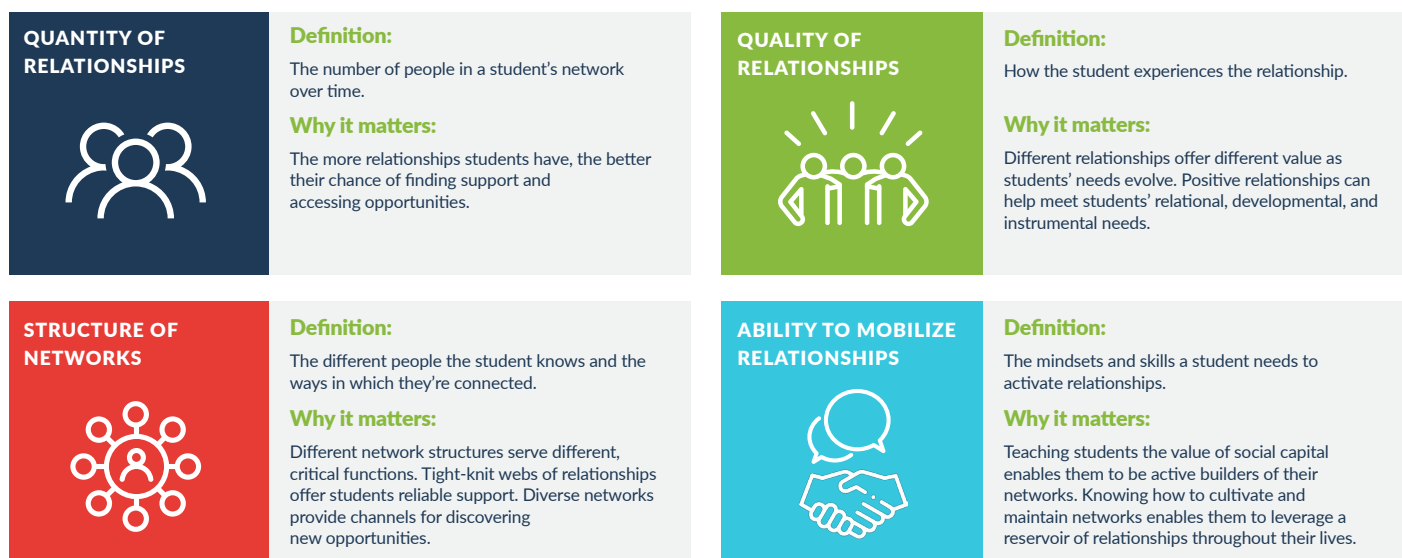 QUANTITY OF
RELATIONSHIPS
Definition:
The number of people in a student's network
over time.
Why it matters:
The more relationships students have, the better
their chance of finding support and
accessing opportunities.
QUALITY OF
RELATIONSHIPS
Definition:
How the student experiences the relationship.
Why it matters:
Different relationships offer different value as
students' needs evolve. Positive relationships can
help meet students' relational, developmental, and
instrumental needs.
STRUCTURE OF
NETWORKS
Definition:
The different people the student knows and the
ways in which they're connected.
Why it matters:
Different network structures serve different,
critical functions. Tight-knit webs of relationships
offer students reliable support. Diverse networks
provide channels for discovering
new opportunities.
ABILITY TO MOBILIZE
RELATIONSHIPS
Definition:
The mindsets and skills a student needs to
activate relationships.
Why it matters:
Teaching students the value of social capital
enables them to be active builders of their
networks. Knowing how to cultivate and
maintain networks enables them to leverage a
reservoir of relationships throughout their lives.